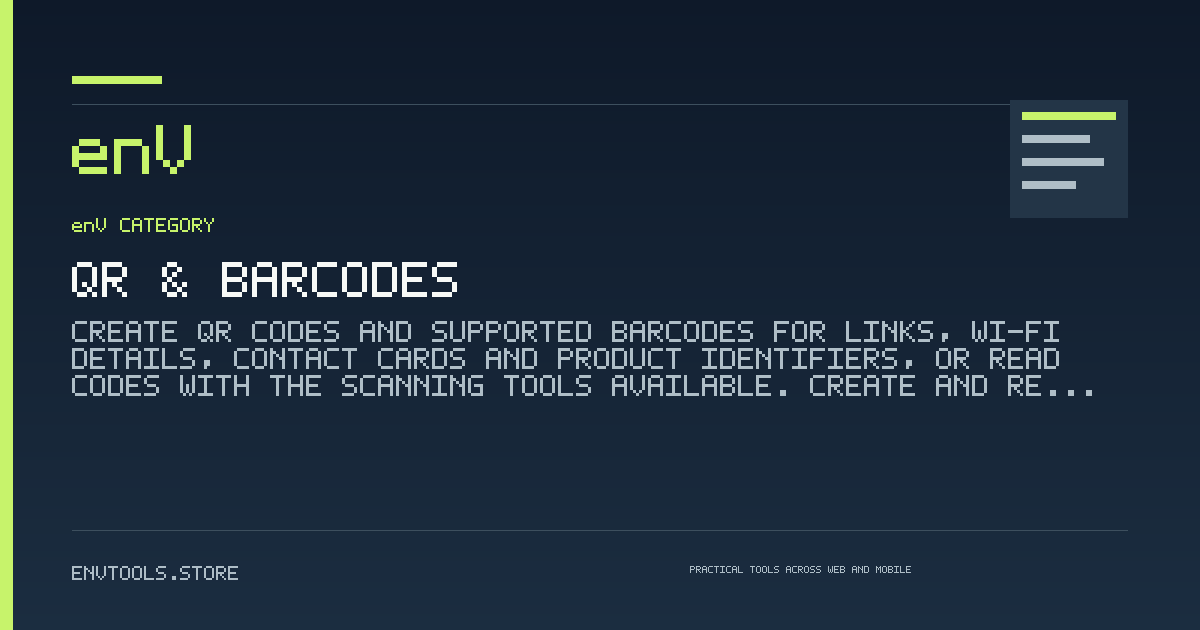 enV
enV CATEGORY
QR & BARCODES
CREATE QR CODES AND SUPPORTED BARCODES FOR LINKS, WI-FI
DETAILS, CONTACT CARDS AND PRODUCT IDENTIFIERS, OR READ
CODES WITH THE SCANNING TOOLS AVAILABLE. CREATE AND RE...
ENVTOOLS.STORE
PRACTICAL TOOLS ACROSS WEB AND MOBILE